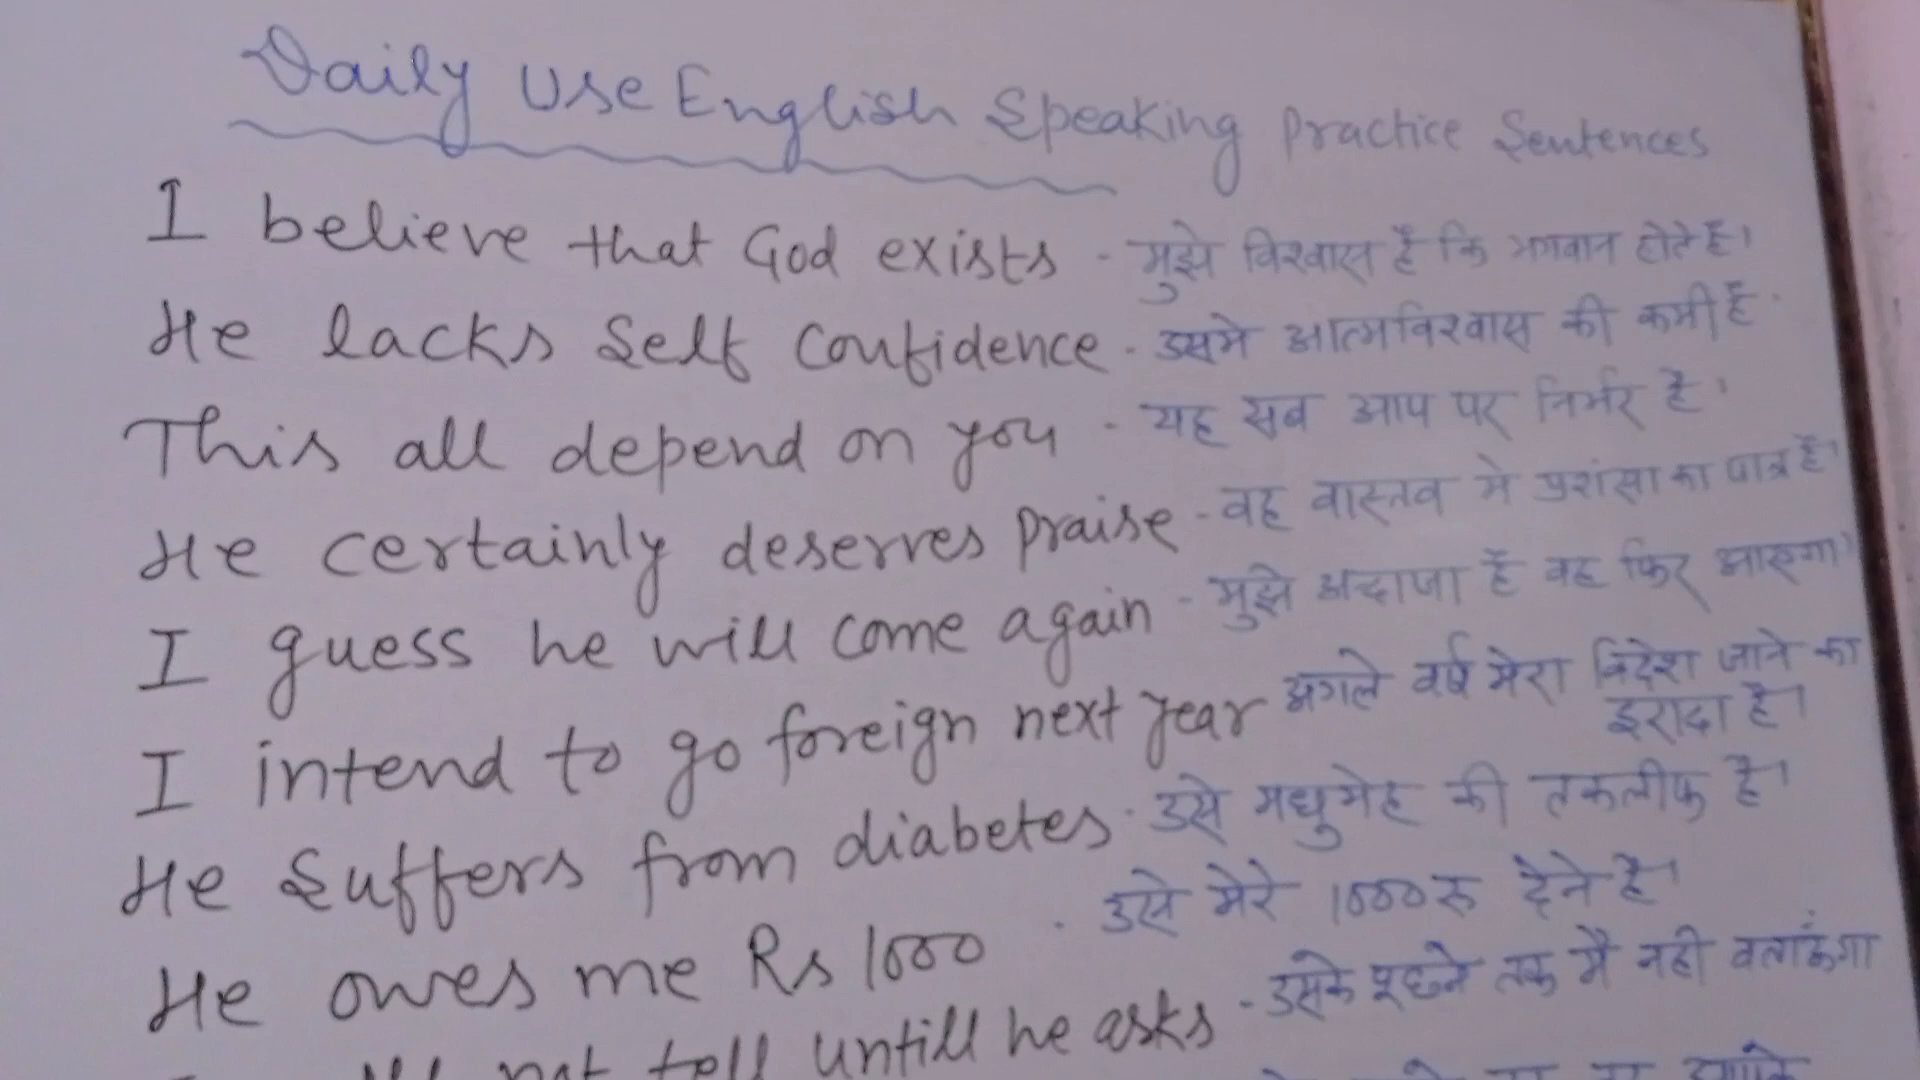 Daily Use English Speaking Practice Sentences
I believe that God exists - मुझे विश्वास है कि भगवान होते है।
He lacks Self Confidence - उसमे आत्मविश्वास की कमी है
This all depend on you - यह सब आप पर निर्भर है।
He certainly deserves praise - वह वास्तव मे प्रशंसा का पात्र है।
I guess he will come again - मुझे अन्दाजा है वह फिर आएगा।
I intend to go foreign next year अगले वर्ष मेरा विदेश जाने का
इरादा है।
He Suffers from diabetes - उसे मधुमेह की तकलीफ है।
He owes me Rs 1000 - उसे मेरे 1000 रु देने है।
not tell untill he asks - उसके पूछने तक मै नही बताऊंगा